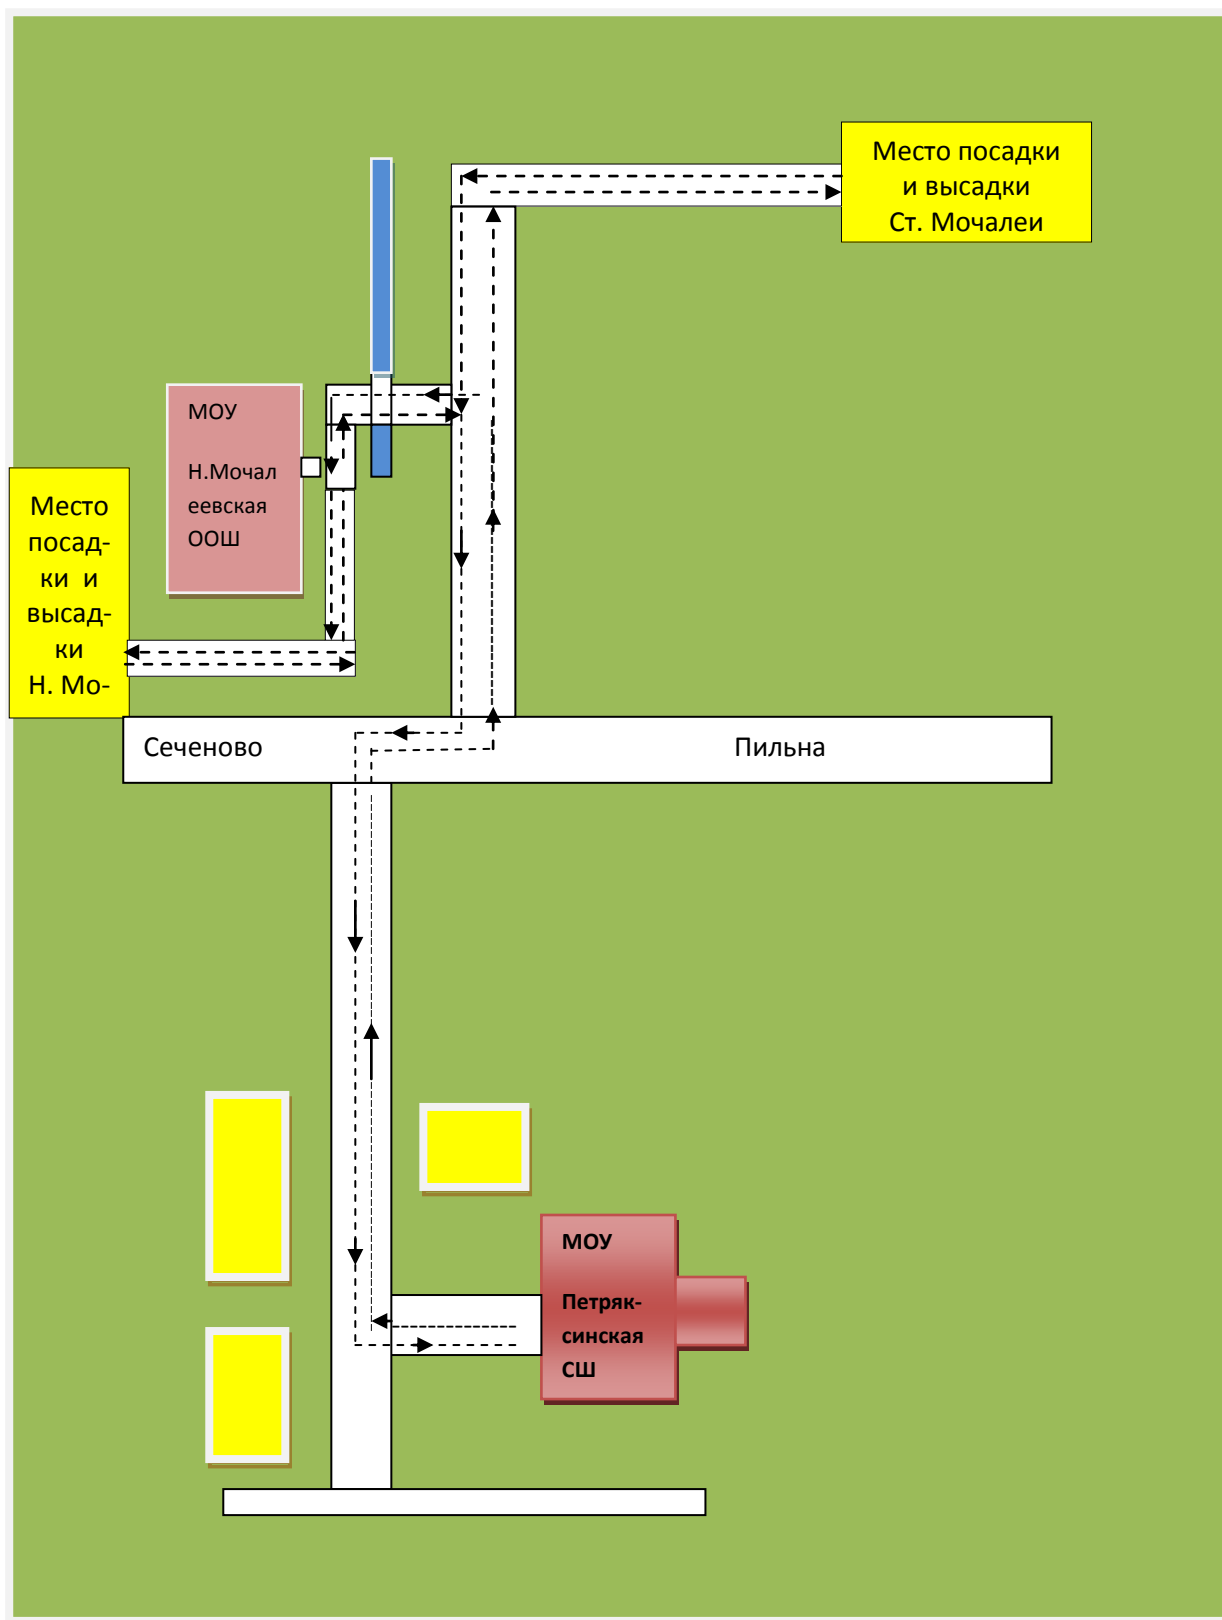 Место посадки
и высадки
Ст. Мочалеи
МОУ
Н.Мочал
еевская
ООШ
Место
посад-
ки и
высад-
ки
Н. Мо-
Сеченово
Пильна
МОУ
Петряк-
синская
СШ